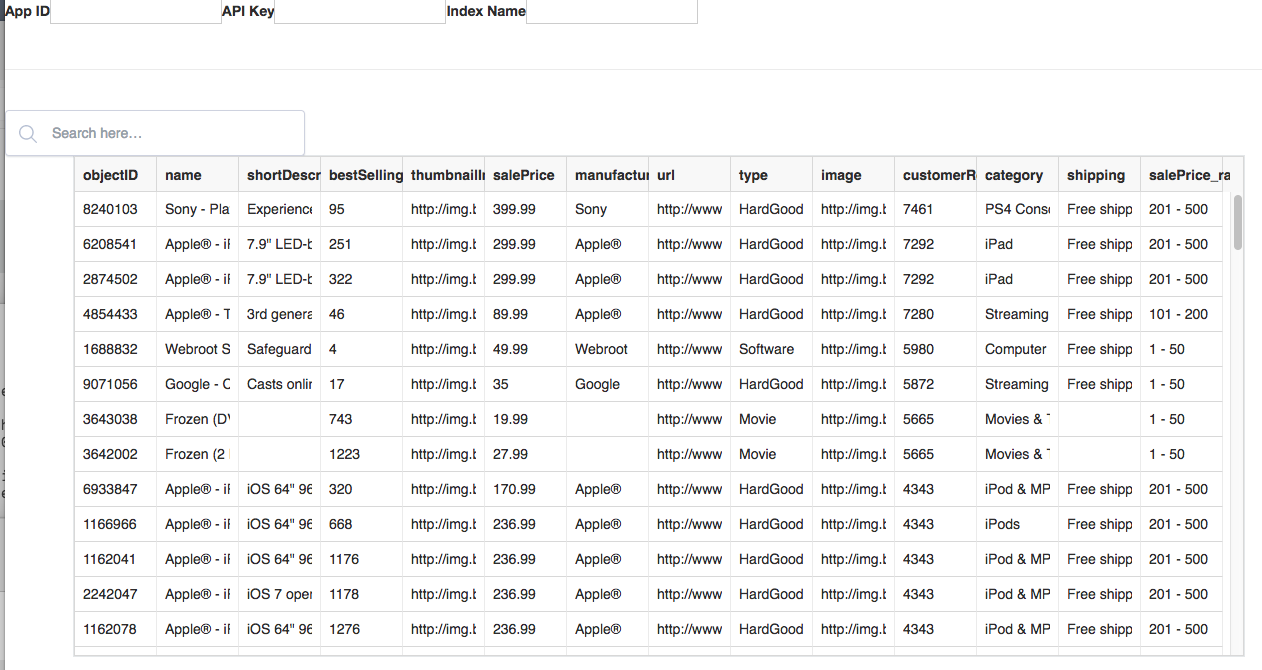 App ID API Key Index Name
Search here...
objectID name shortDescr bestSelling thumbnailIr salePrice manufactur url type image customerRe category shipping salePrice_ra
8240103 Sony - Pla Experience 95 http://img.b 399.99 Sony http://www HardGood http://img.b 7461 PS4 Conso Free shipp 201 - 500
6208541 Apple® - iF 7.9" LED-b 251 http://img.b 299.99 Apple® http://www HardGood http://img.b 7292 iPad Free shipp 201 - 500
2874502 Apple® - iF 7.9" LED-b 322 http://img.b 299.99 Apple® http://www HardGood http://img.b 7292 iPad Free shipp 201 - 500
4854433 Apple® - T 3rd genera 46 http://img.b 89.99 Apple® http://www HardGood http://img.b 7280 Streaming Free shipp 101 - 200
1688832 Webroot S Safeguard 4 http://img.b 49.99 Webroot http://www Software http://img.b 5980 Computer Free shipp 1 - 50
9071056 Google - C Casts onlin 17 http://img.b 35 Google http://www HardGood http://img.b 5872 Streaming Free shipp 1 - 50
3643038 Frozen (DV 743 http://img.b 19.99 http://www Movie http://img.b 5665 Movies & T 1 - 50
3642002 Frozen (2 1223 http://img.b 27.99 http://www Movie http://img.b 5665 Movies & T 1 - 50
6933847 Apple® - iF iOS 64" 96 320 http://img.b 170.99 Apple® http://www HardGood http://img.b 4343 iPod & MP Free shipp 201 - 500
1166966 Apple® - iF iOS 64" 96 668 http://img.b 236.99 Apple® http://www HardGood http://img.b 4343 iPods Free shipp 201 - 500
1162041 Apple® - iF iOS 64" 96 1176 http://img.b 236.99 Apple® http://www HardGood http://img.b 4343 iPod & MP Free shipp 201 - 500
2242047 Apple® - iF iOS 7 oper 1178 http://img.b 236.99 Apple® http://www HardGood http://img.b 4343 iPod & MP Free shipp 201 - 500
1162078 Apple® - iF iOS 64" 96 1276 http://img.b 236.99 Apple® http://www HardGood http://img.b 4343 iPod & MP Free shipp 201 - 500